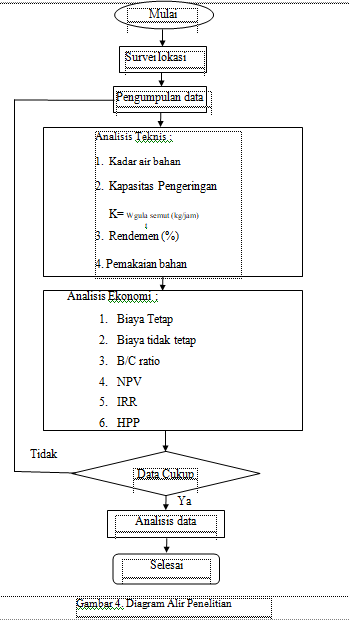 Mulai
Survei lokasi
Pengumpulan data
Analisis Teknis :
1. Kadar air bahan
2. Kapasitas Pengeringan
K= Wgula semut (kg/jam)
t
3. Rendemen (%)
4. Pemakaian bahan
Analisis Ekonomi :
1. Biaya Tetap
2. Biaya tidak tetap
3. B/C ratio
4. NPV
5. IRR
6. HPP
Tidak
Data Cukup
Ya
Analisis data
Selesai
Gambar 4. Diagram Alir Penelitian